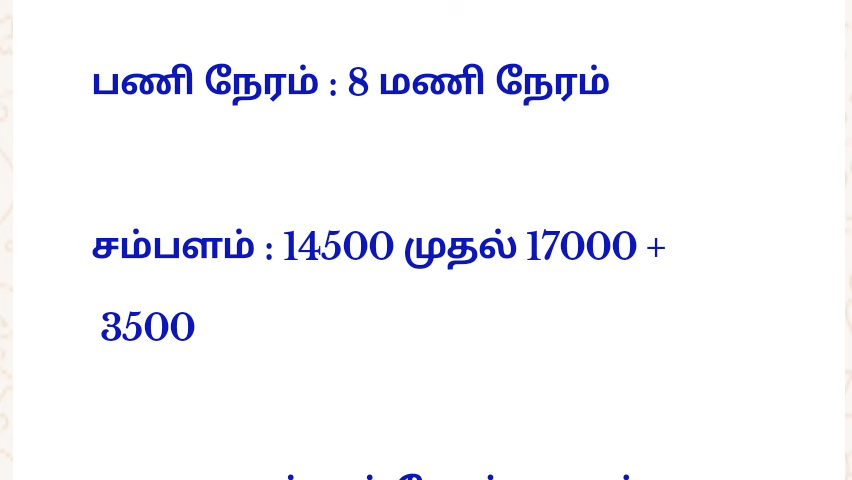 பணி நேரம் : 8 மணி நேரம்
சம்பளம் : 14500 முதல் 17000 +
3500